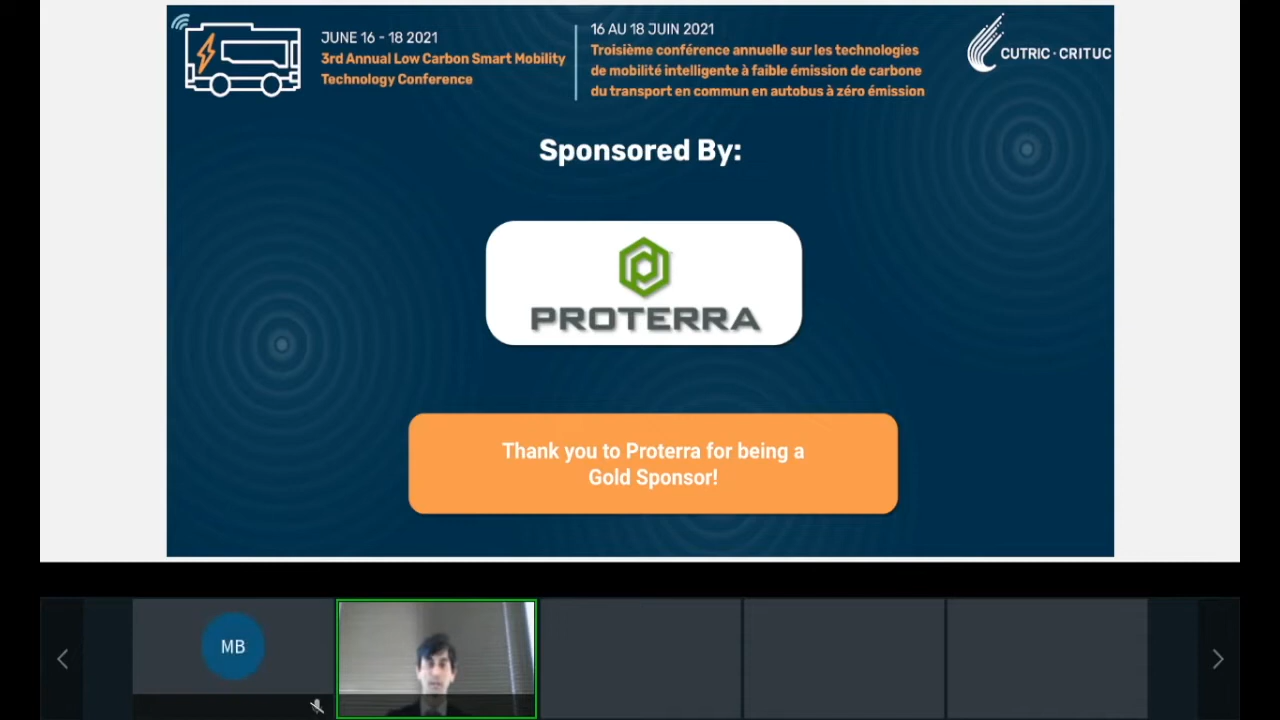 JUNE 16 - 18 2021
3rd Annual Low Carbon Smart Mobility
Technology Conference
16 AU 18 JUIN 2021
Troisième conférence annuelle sur les technologies
de mobilité intelligente à faible émission de carbone
du transport en commun en autobus à zéro émission
CUTRIC · CRITUC
Sponsored By:
PROTERRA
Thank you to Proterra for being a
Gold Sponsor!
MB